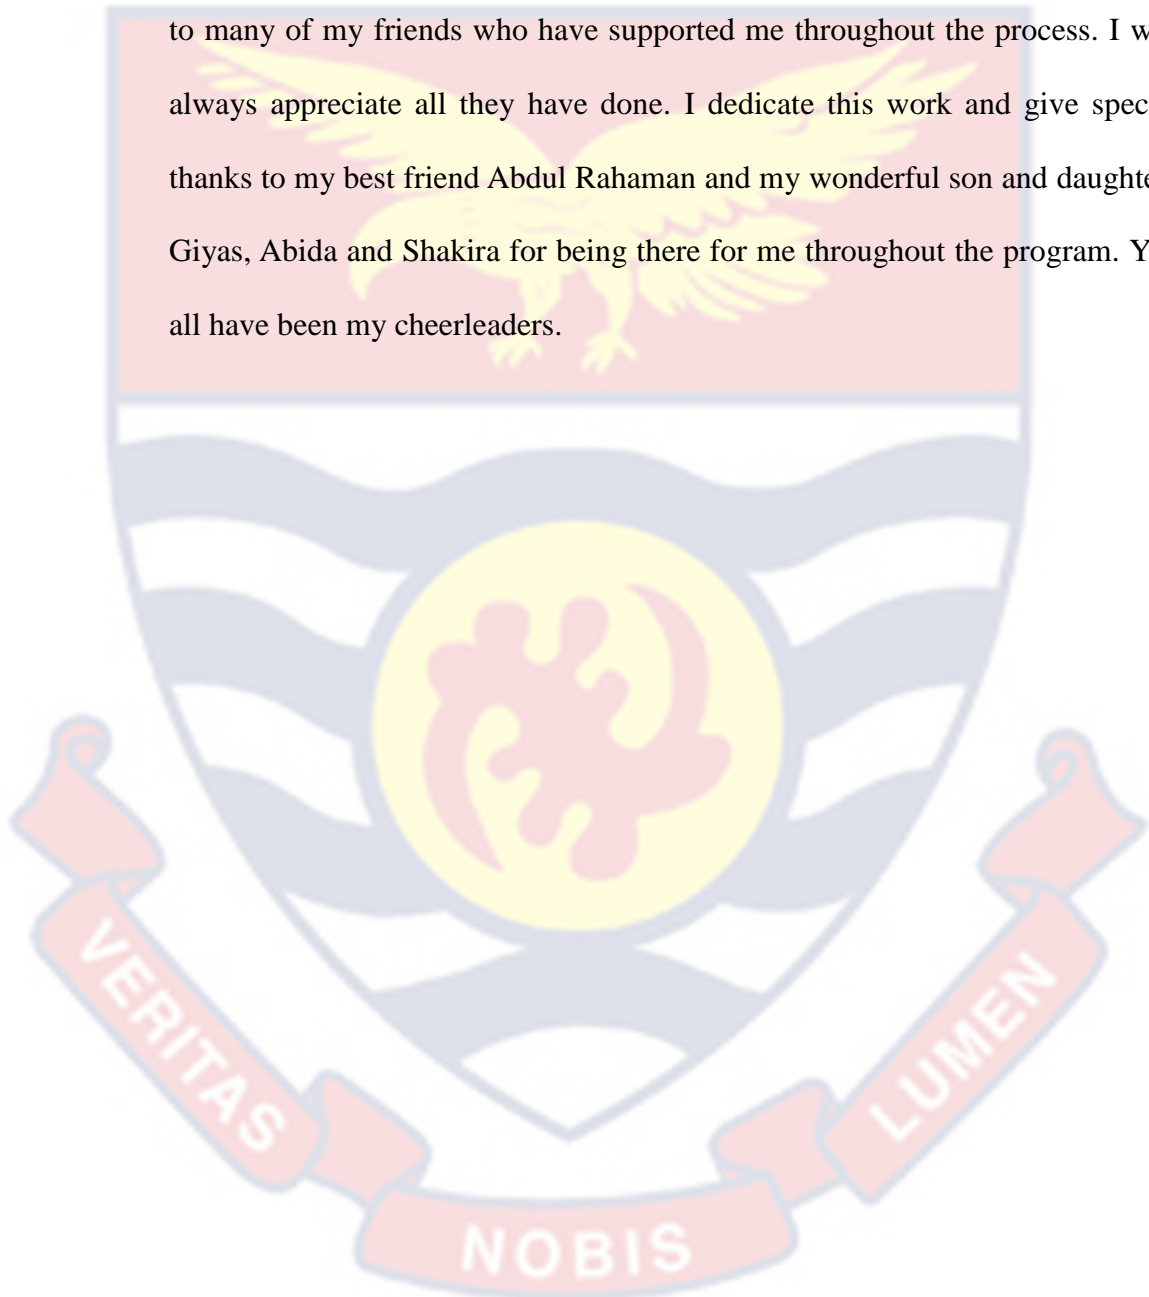 to many of my friends who have supported me throughout the process. I w
always appreciate all they have done. I dedicate this work and give spec
thanks to my best friend Abdul Rahaman and my wonderful son and daughte
Giyas, Abida and Shakira for being there for me throughout the program. Y
all have been my cheerleaders.
VERITAS
NOBIS
LUMEN